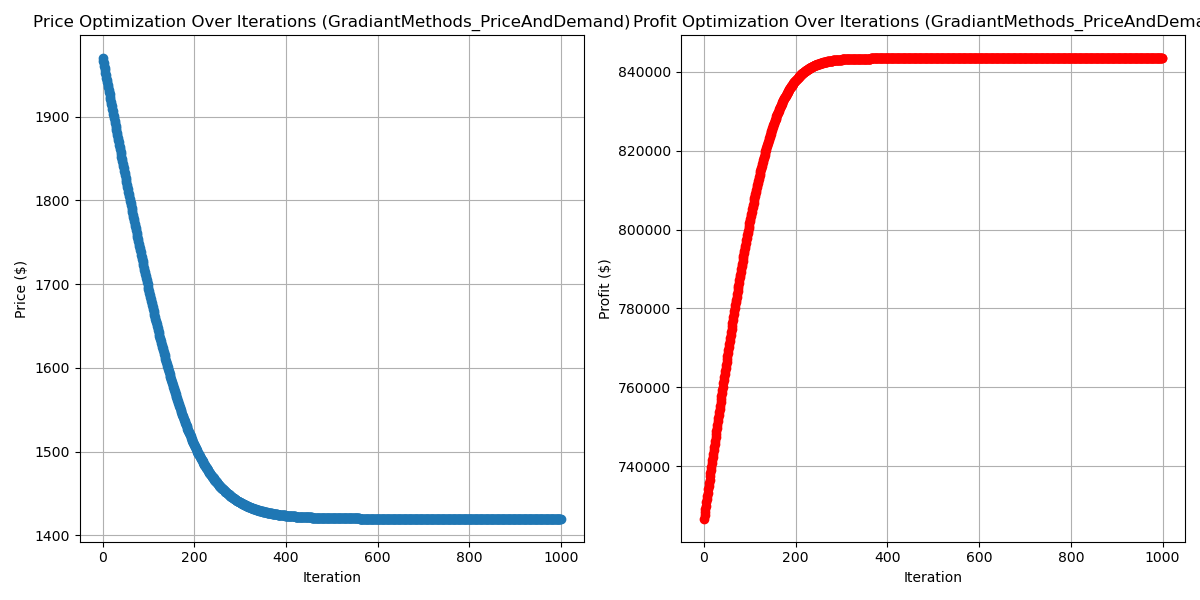 Price Optimization Over Iterations (GradiantMethods_PriceAndDemand)
Price ($)
1900
1800
1700
1600
1500
1400
0 200 400 600 800 1000
Iteration
Profit Optimization Over Iterations (GradiantMethods_PriceAndDema
Profit ($)
840000
820000
800000
780000
760000
740000
0 200 400 600 800 1000
Iteration